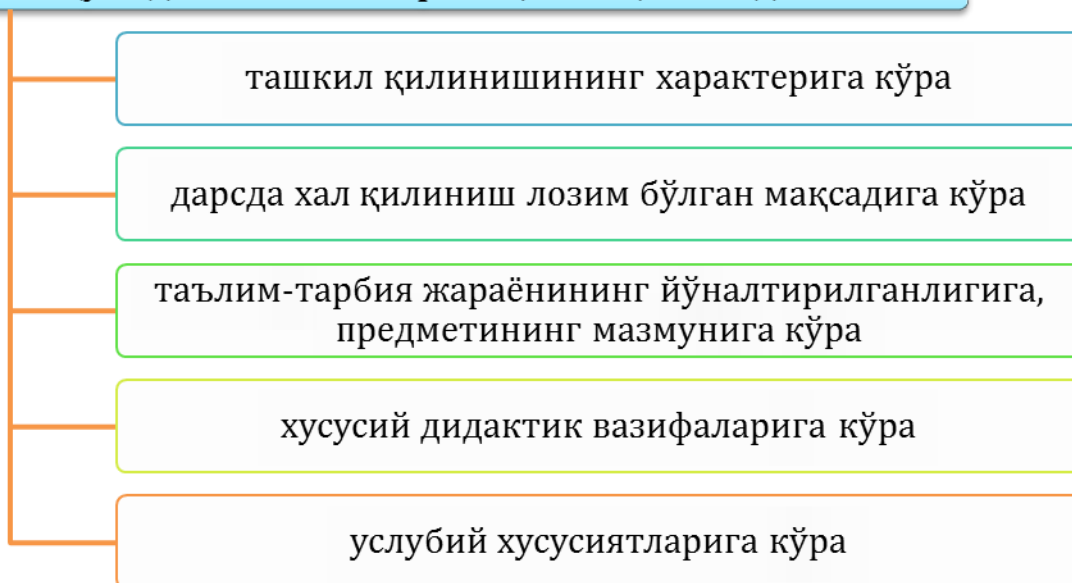 ташкил қилинишининг характерига кўра
дарсда хал қилиниш лозим бўлган мақсадига кўра
таълим-тарбия жараёнининг йўналтирилганлигига,
предметининг мазмунига кўра
хусусий дидактик вазифаларига кўра
услубий хусусиятларига кўра